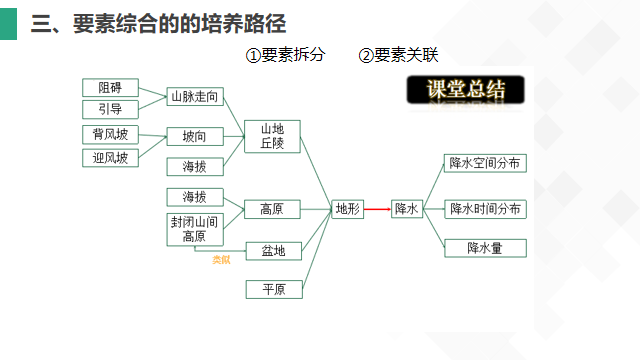 三、要素综合的的培养路径
①要素拆分 ②要素关联
课堂总结
阻碍
引导
背风坡
迎风坡
山脉走向
坡向
海拔
海拔
封闭山间
高原
类似
山地
丘陵
高原
盆地
平原
地形
降水
降水空间分布
降水时间分布
降水量